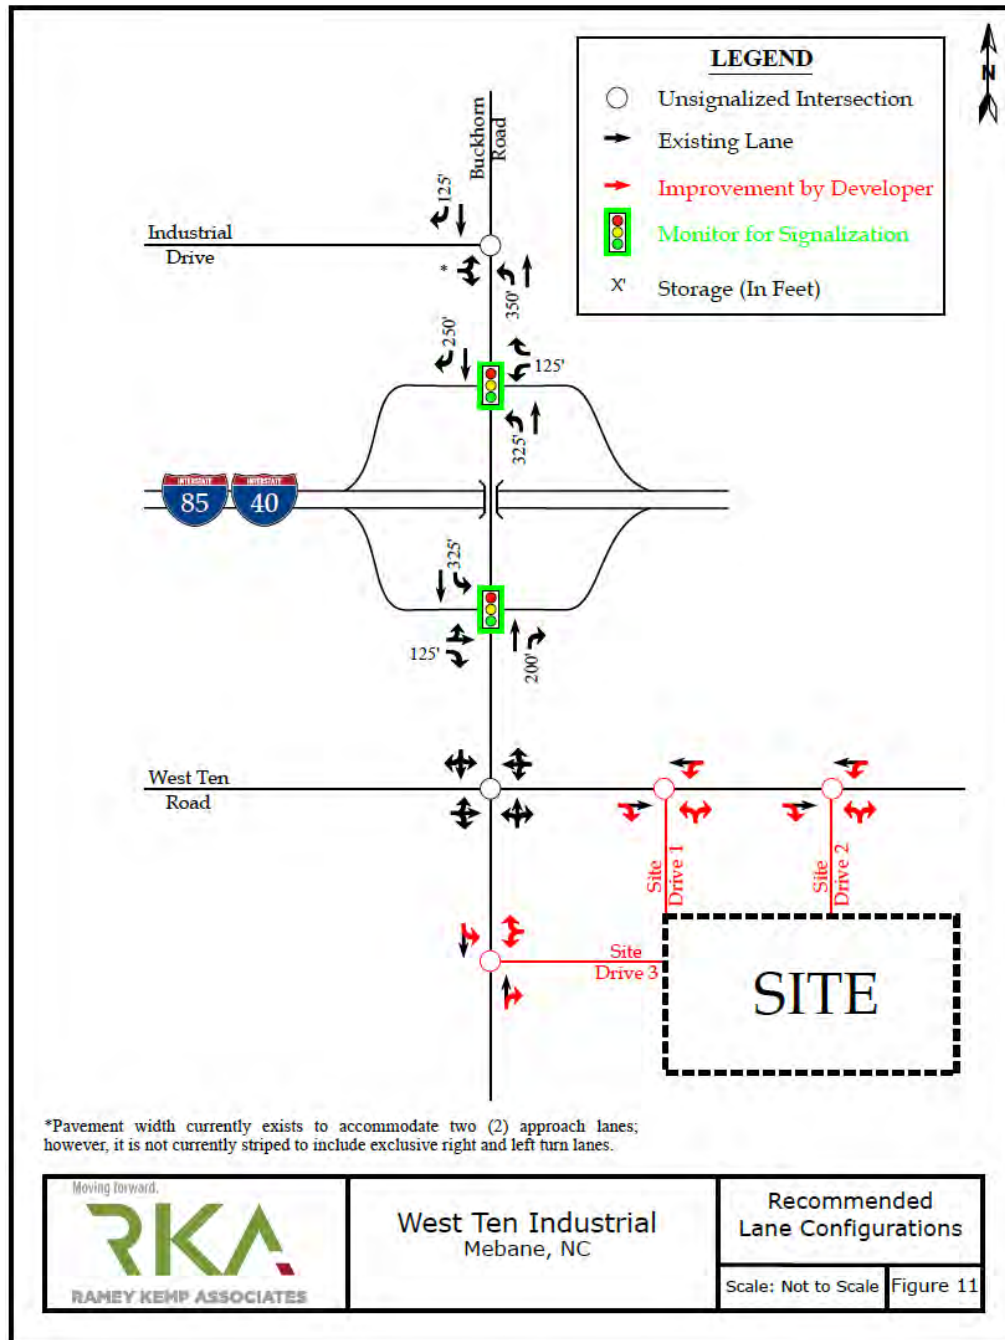 LEGEND
Unsignalized Intersection
Existing Lane
Improvement by Developer
Monitor for Signalization
X' Storage (In Feet)
N
Buckhorn
Road
125'
Industrial
Drive
*
350'
250'
125'
325'
INTERSTATE
85
INTERSTATE
40
325'
125'
200'
West Ten
Road
Site
Drive 1
Site
Drive 2
Site
Drive 3
SITE
*Pavement width currently exists to accommodate two (2) approach lanes;
however, it is not currently striped to include exclusive right and left turn lanes.
Moving forward.
RKA
RAMEY KEMP ASSOCIATES
West Ten Industrial
Mebane, NC
Recommended
Lane Configurations
Scale: Not to Scale
Figure 11